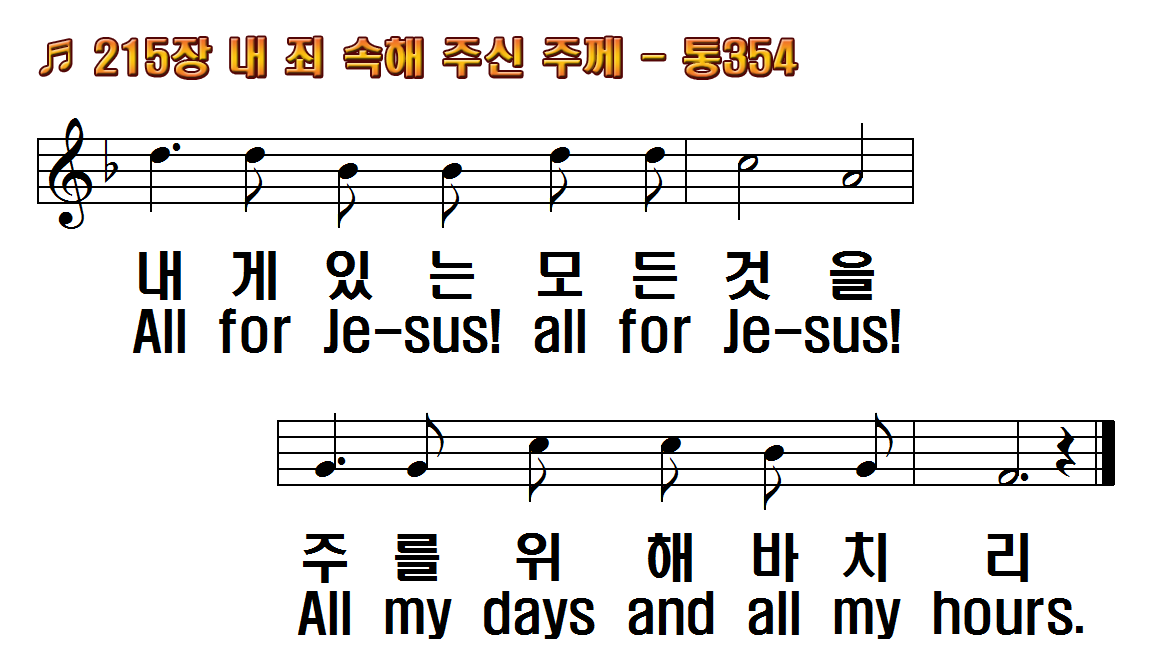 ♬ 215장 내 죄 속해 주신 주께 - 통354
내 게 있 는 모 든 것 을
All for Je-sus! all for Je-sus!
주 를 위 해 바 치 리
All my days and all my hours.